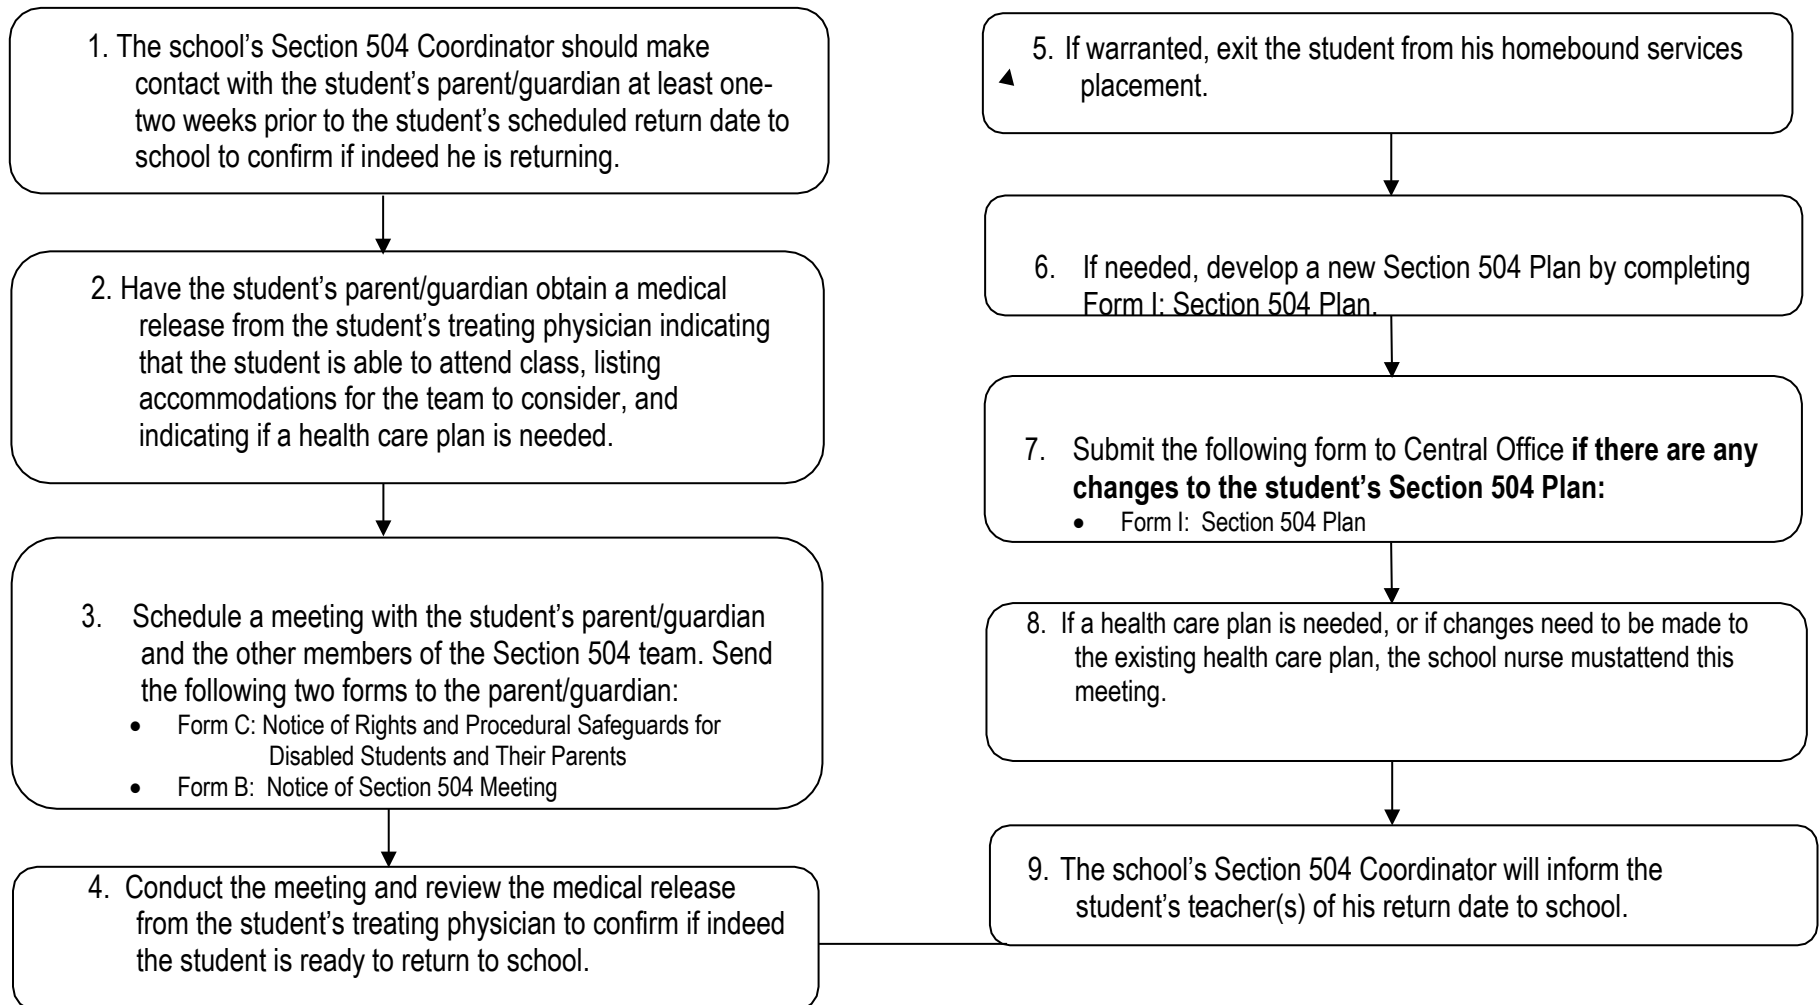 1. The school’s Section 504 Coordinator should make
contact with the student’s parent/guardian at least one-
two weeks prior to the student’s scheduled return date to
school to confirm if indeed he is returning.
2. Have the student’s parent/guardian obtain a medical
release from the student’s treating physician indicating
that the student is able to attend class, listing
accommodations for the team to consider, and
indicating if a health care plan is needed.
3. Schedule a meeting with the student’s parent/guardian
and the other members of the Section 504 team. Send
the following two forms to the parent/guardian:
• Form C: Notice of Rights and Procedural Safeguards for
Disabled Students and Their Parents
• Form B: Notice of Section 504 Meeting
4. Conduct the meeting and review the medical release
from the student’s treating physician to confirm if indeed
the student is ready to return to school.
5. If warranted, exit the student from his homebound services
placement.
6. If needed, develop a new Section 504 Plan by completing
Form I: Section 504 Plan.
7. Submit the following form to Central Office if there are any
changes to the student’s Section 504 Plan:
• Form I: Section 504 Plan
8. If a health care plan is needed, or if changes need to be made to
the existing health care plan, the school nurse mustattend this
meeting.
9. The school’s Section 504 Coordinator will inform the
student’s teacher(s) of his return date to school.